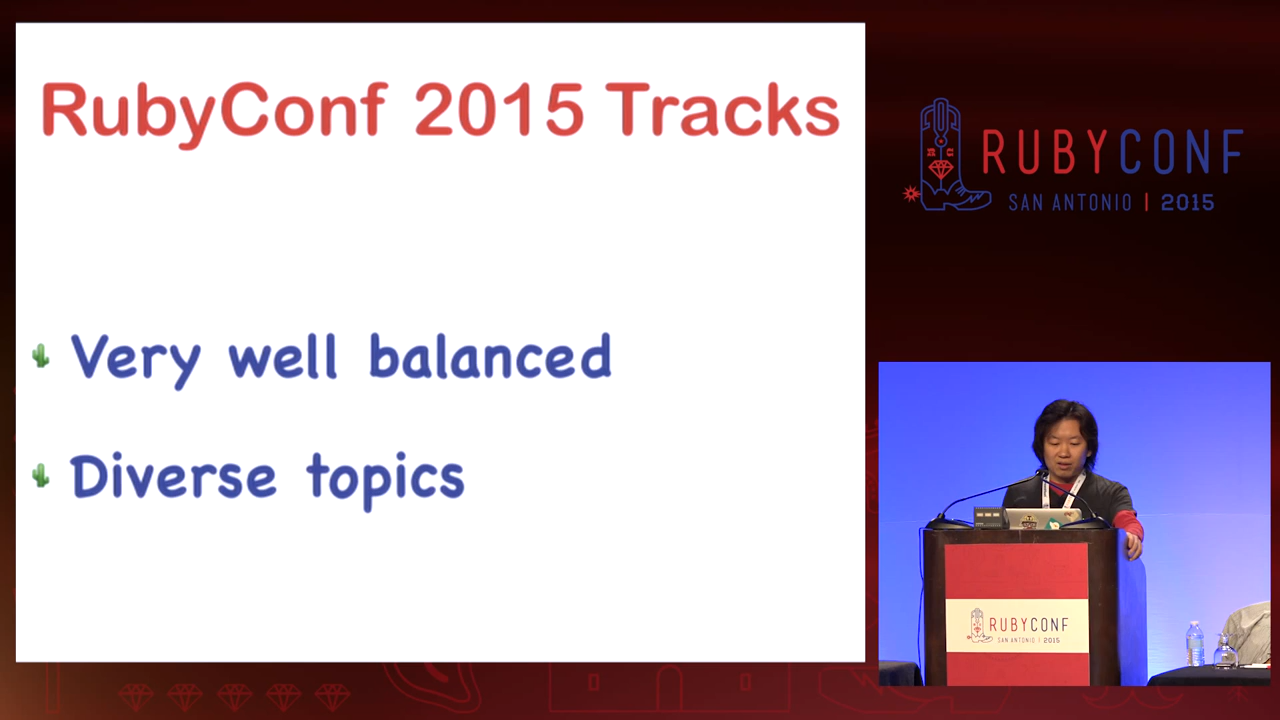 RubyConf 2015 Tracks
Very well balanced
Diverse topics
RUBYCONF
SAN ANTONIO | 2015
RUBYCONF
SAN ANTONIO | 2015